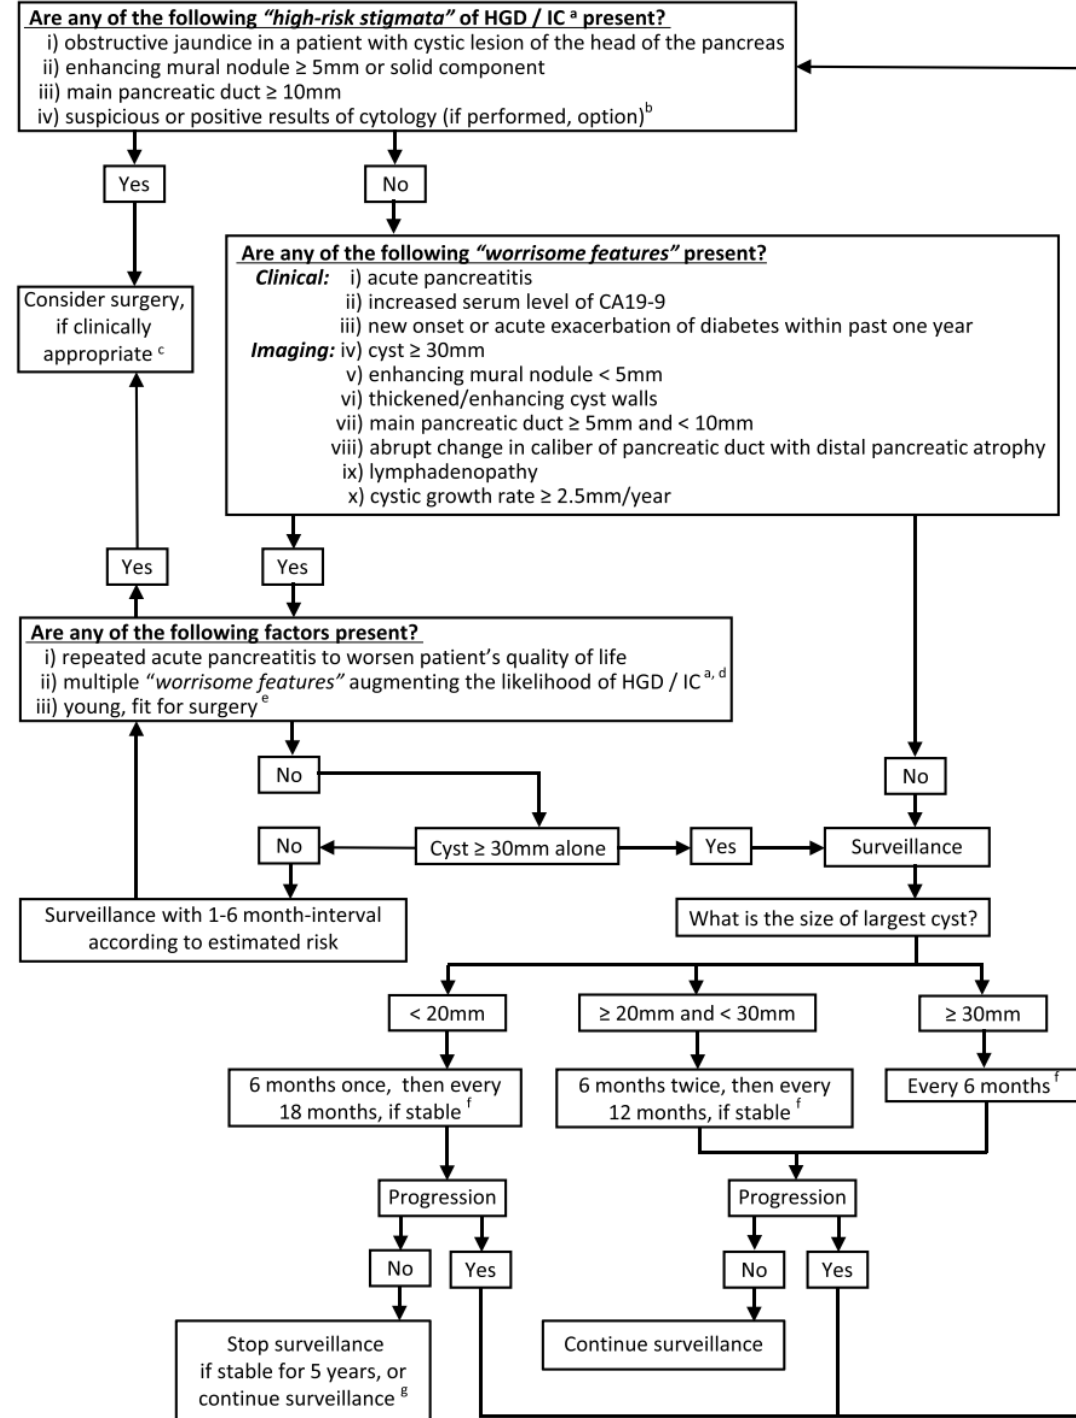 Are any of the following “high-risk stigmata” of HGD / IC a present?
i) obstructive jaundice in a patient with cystic lesion of the head of the pancreas
ii) enhancing mural nodule ≥ 5mm or solid component
iii) main pancreatic duct ≥ 10mm
iv) suspicious or positive results of cytology (if performed, option) b
Yes
No
Are any of the following “worrisome features” present?
Clinical: i) acute pancreatitis
ii) increased serum level of CA19-9
iii) new onset or acute exacerbation of diabetes within past one year
Imaging: iv) cyst ≥ 30mm
v) enhancing mural nodule < 5mm
vi) thickened/enhancing cyst walls
vii) main pancreatic duct ≥ 5mm and < 10mm
viii) abrupt change in caliber of pancreatic duct with distal pancreatic atrophy
ix) lymphadenopathy
x) cystic growth rate ≥ 2.5mm/year
Consider surgery,
if clinically
appropriate c
Yes
Yes
Are any of the following factors present?
i) repeated acute pancreatitis to worsen patient’s quality of life
ii) multiple “worrisome features” augmenting the likelihood of HGD / IC a, d
iii) young, fit for surgery e
No
No
No
Cyst ≥ 30mm alone
Yes
Surveillance
Surveillance with 1-6 month-interval
according to estimated risk
What is the size of largest cyst?
< 20mm
≥ 20mm and < 30mm
≥ 30mm
6 months once, then every
18 months, if stable f
6 months twice, then every
12 months, if stable f
Every 6 months f
Progression
Progression
No
Yes
No
Yes
Stop surveillance
if stable for 5 years, or
continue surveillance g
Continue surveillance